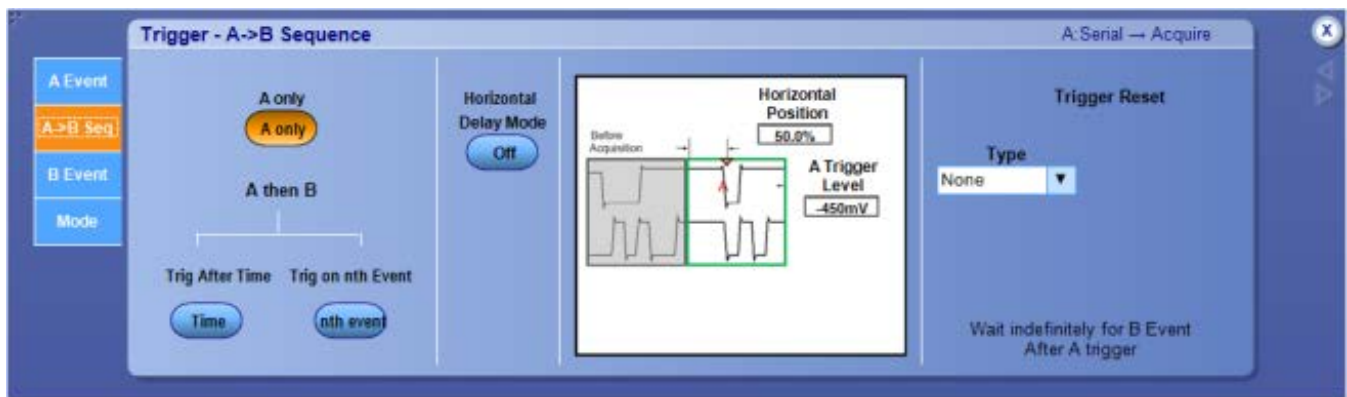 Trigger - A->B Sequence
A:Serial → Acquire
X
A Event
A->B Seq
B Event
Mode
A only
A only
A then B
Trig After Time
Trig on nth Event
Time
nth event
Horizontal
Delay Mode
Off
Before
Acquisition
Horizontal
Position
50.0%
A
A Trigger
Level
-450mV
Trigger Reset
Type
None
Wait indefinitely for B Event
After A trigger